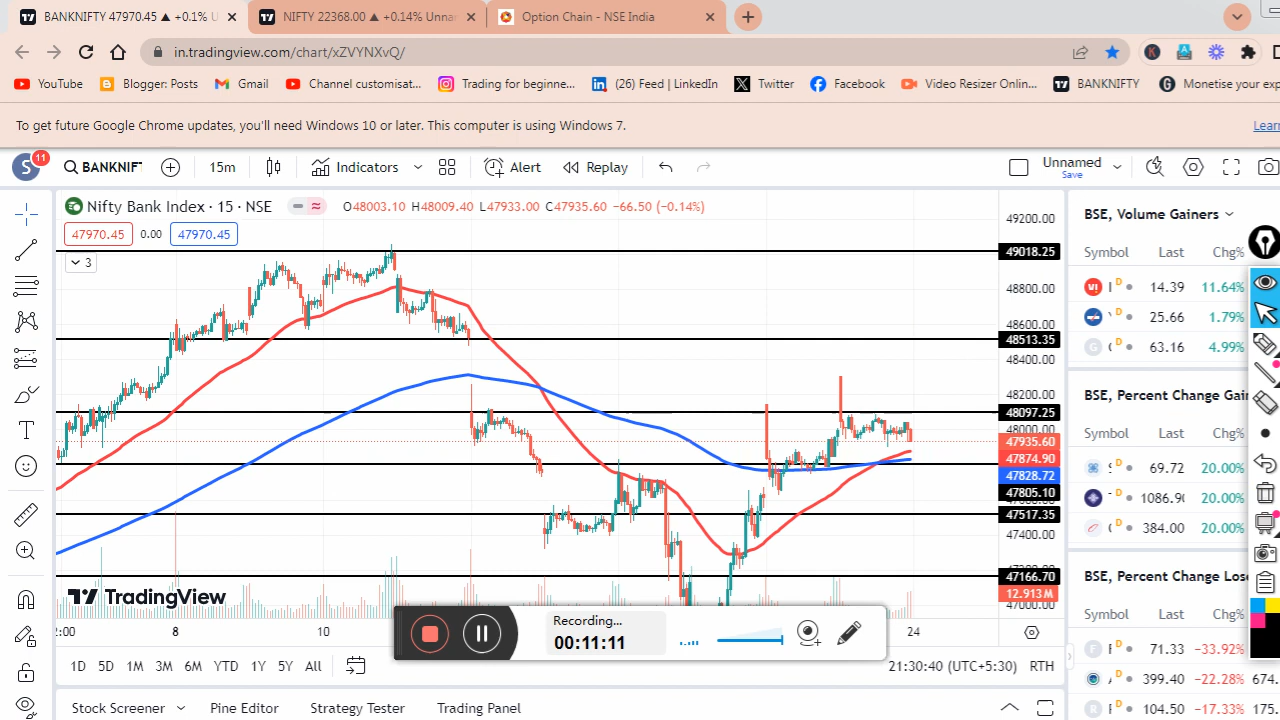 BANKNIFTY 47970.45 ▲ +0.1% U
NIFTY 22368.00 ▲ +0.14% Unnar
Option Chain - NSE India
in.tradingview.com/chart/xZVYNXvQ/
YouTube
Blogger: Posts
Gmail
Channel customisat...
Trading for beginne...
(26) Feed | LinkedIn
Twitter
Facebook
Video Resizer Onlin...
BANKNIFTY
Monetise your exp
To get future Google Chrome updates, you'll need Windows 10 or later. This computer is using Windows 7.
Learn
S
11
BANKNIFT
15m
Indicators
Alert
Replay
Unnamed
Save
Nifty Bank Index · 15 · NSE
O48003.10 H48009.40 L47933.00 C47935.60 −66.50 (−0.14%)
47970.45
0.00
47970.45
3
49200.00
49018.25
48800.00
48600.00
48513.35
48400.00
48200.00
48097.25
48000.00
47935.60
47874.90
47828.72
47805.10
47517.35
47400.00
47166.70
12.913M
47000.00
TradingView
2:00
8
10
24
Recording...
00:11:11
1D 5D 1M 3M 6M YTD 1Y 5Y All
21:30:40 (UTC+5:30)
RTH
Stock Screener
Pine Editor
Strategy Tester
Trading Panel
BSE, Volume Gainers
Symbol Last Chg%
D 14.39 11.64%
D 25.66 1.79%
G D 63.16 4.99%
BSE, Percent Change Gai
Symbol Last Chg%
D 69.72 20.00%
D 1086.9 20.00%
D 384.00 20.00%
BSE, Percent Change Lose
Symbol Last Chg%
F D 71.33 −33.92%
D 399.40 −22.28% 674.
R D 104.50 −17.33% 175.